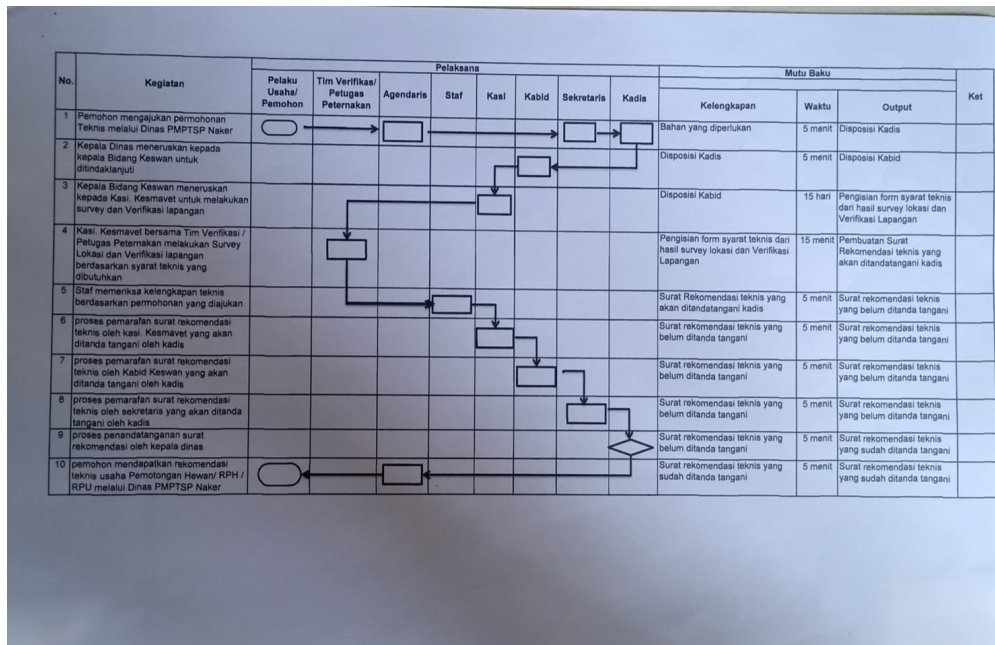 No.
Kegiatan
Pelaksana
Mutu Baku
Ket
Pelaku
Usaha/
Pemohon
Tim Verifikas/
Petugas
Peternakan
Agendaris
Staf
Kasi
Kabid
Sekretaris
Kadis
Kelengkapan
Waktu
Output
1
Pemohon mengajukan permohonan
Teknis melalui Dinas PMPTSP Naker
Bahan yang diperlukan
5 menit
Disposisi Kadis
2
Kepala Dinas meneruskan kepada
kepala Bidang Keswan untuk
ditindaklanjuti
Disposisi Kadis
5 menit
Disposisi Kabid
3
Kepala Bidang Keswan meneruskan
kepada Kasi. Kesmavet untuk melakukan
survey dan Verifikasi lapangan
Disposisi Kabid
15 hari
Pengisian form syarat teknis
dari hasil survey lokasi dan
Verifikasi Lapangan
4
Kasi. Kesmavet bersama Tim Verifikasi /
Petugas Peternakan melakukan Survey
Lokasi dan Verifikasi lapangan
berdasarkan syarat teknis yang
dibutuhkan
Pengisian form syarat teknis dari
hasil survey lokasi dan Verifikasi
Lapangan
15 menit
Pembuatan Surat
Rekomendasi teknis yang
akan ditandatangani kadis
5
Staf memeriksa kelengkapan teknis
berdasarkan permohonan yang diajukan
Surat Rekomendasi teknis yang
akan ditandatangani kadis
5 menit
Surat rekomendasi teknis
yang belum ditanda tangani
6
proses pemarafan surat rekomendasi
teknis oleh kasi. Kesmavet yang akan
ditanda tangani oleh kadis
Surat rekomendasi teknis yang
belum ditanda tangani
5 menit
Surat rekomendasi teknis
yang belum ditanda tangani
7
proses pemarafan surat rekomendasi
teknis oleh Kabid Keswan yang akan
ditanda tangani oleh kadis
Surat rekomendasi teknis yang
belum ditanda tangani
5 menit
Surat rekomendasi teknis
yang belum ditanda tangani
8
proses pemarafan surat rekomendasi
teknis oleh sekretaris yang akan ditanda
tangani oleh kadis
Surat rekomendasi teknis yang
belum ditanda tangani
5 menit
Surat rekomendasi teknis
yang belum ditanda tangani
9
proses penandatanganan surat
rekomendasi oleh kepala dinas
Surat rekomendasi teknis yang
belum ditanda tangani
5 menit
Surat rekomendasi teknis
yang sudah ditanda tangani
10
pemohon mendapatkan rekomendasi
teknis usaha Pemotongan Hewan/ RPH /
RPU melalui Dinas PMPTSP Naker
Surat rekomendasi teknis yang
sudah ditanda tangani
5 menit
Surat rekomendasi teknis
yang sudah ditanda tangani